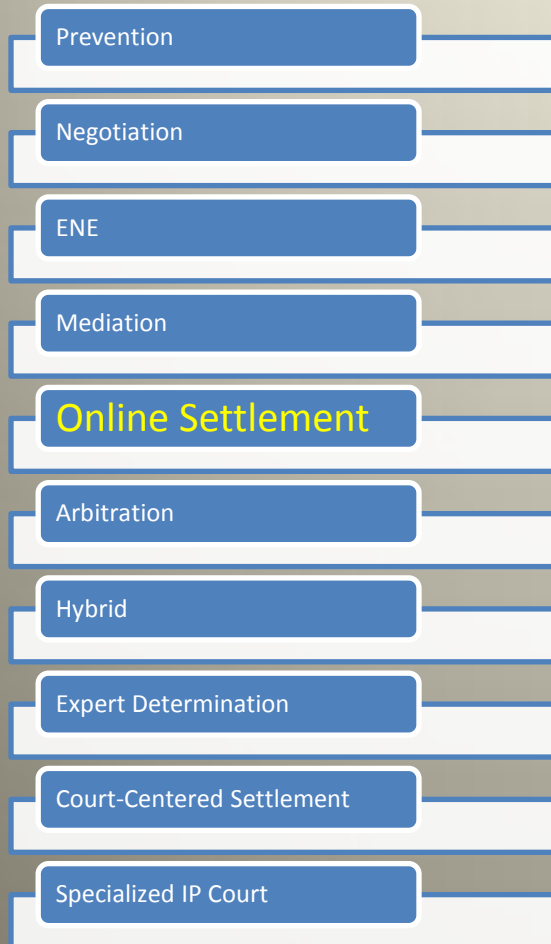 Prevention
Negotiation
ENE
Mediation
Online Settlement
Arbitration
Hybrid
Expert Determination
Court-Centered Settlement
Specialized IP Court